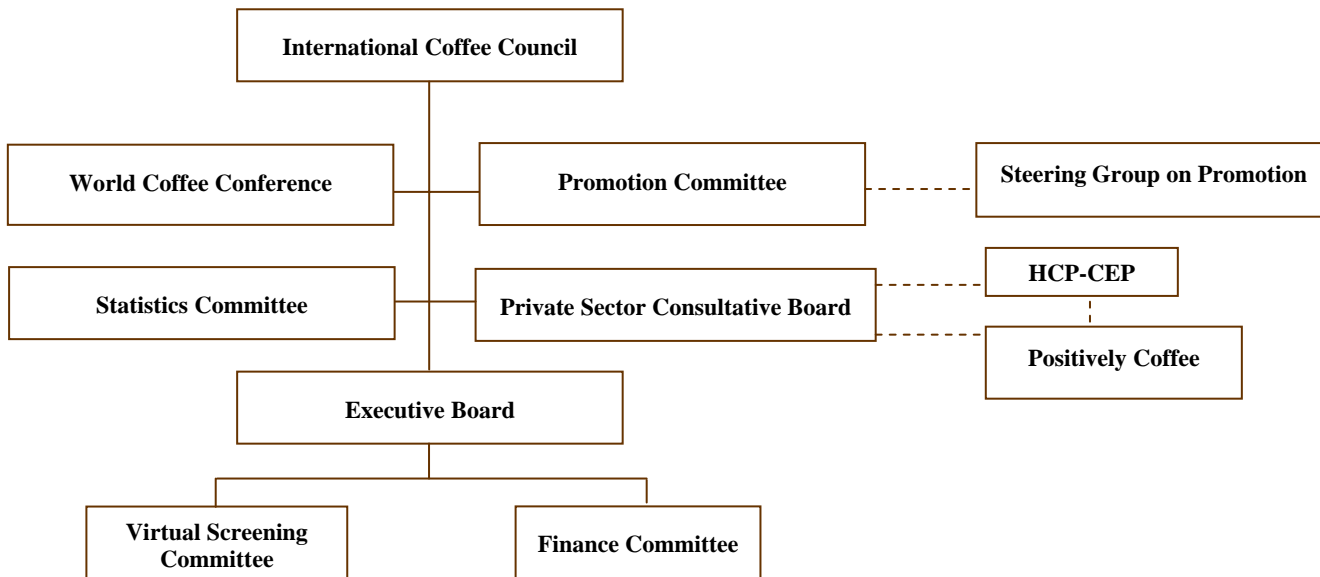 International Coffee Council
World Coffee Conference
Promotion Committee
Steering Group on Promotion
Statistics Committee
Private Sector Consultative Board
HCP-CEP
Positively Coffee
Executive Board
Virtual Screening
Committee
Finance Committee